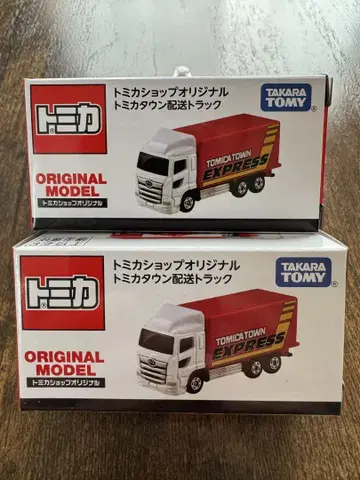 トミカ
トミカショップオリジナル
トミカタウン配送トラック
TAKARA
TOMY
TOMICA TOWN
EXPRESS
ORIGINAL
MODEL
トミカショップオリジナル
トミカ
トミカショップオリジナル
トミカタウン配送トラック
TAKARA
TOMY
TOMICA TOWN
EXPRESS
ORIGINAL
MODEL
トミカショップオリジナル